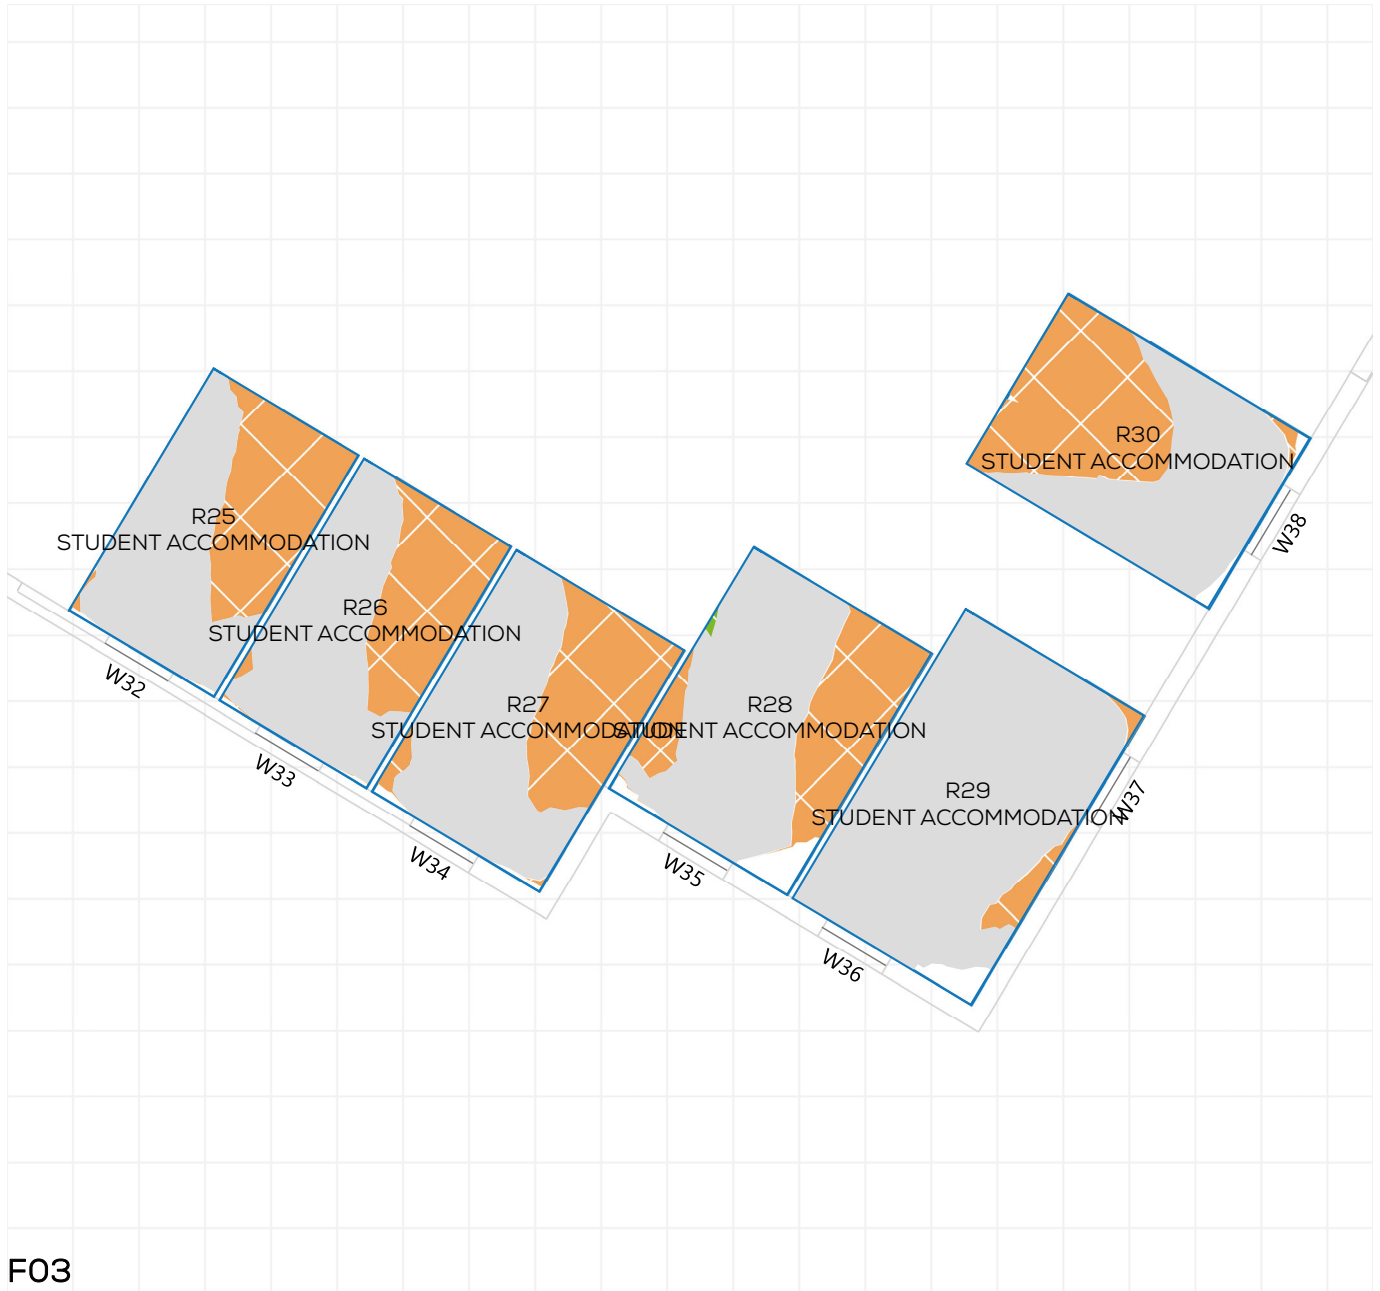 R30
STUDENT ACCOMMODATION
W38
R25
STUDENT ACCOMMODATION
R26
STUDENT ACCOMMODATION
W32
R27
STUDENT ACCOMMODATION
R28
STUDENT ACCOMMODATION
W33
R29
STUDENT ACCOMMODATION
W37
W34
W35
W36
F03